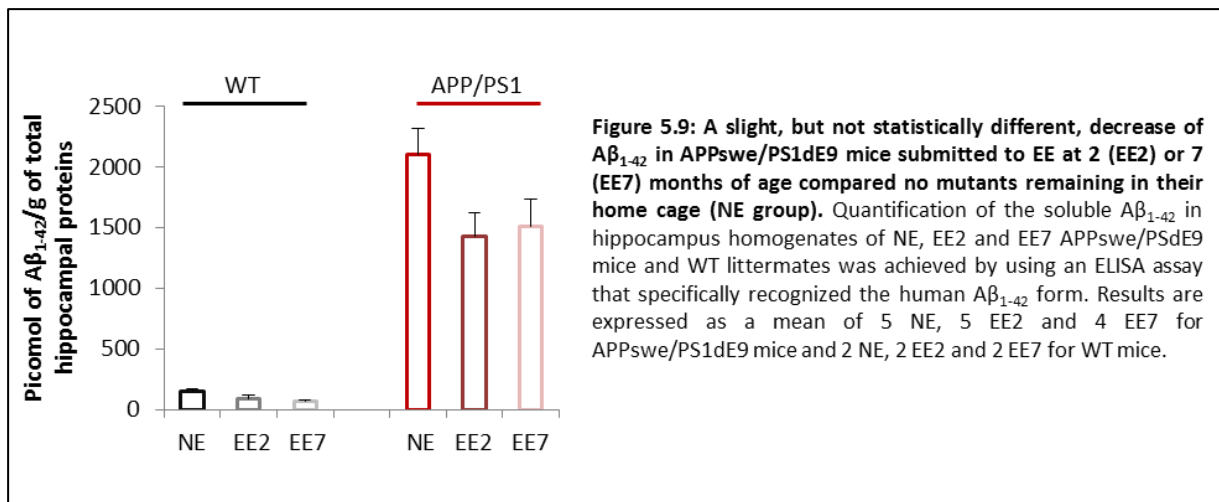 WT
APP/PS1
2500
2000
1500
1000
500
0
Picomol of Aβ1-42/g of total
hippocampal proteins
NE EE2 EE7 NE EE2 EE7
Figure 5.9: A slight, but not statistically different, decrease of
Aβ1-42 in APPswe/PS1dE9 mice submitted to EE at 2 (EE2) or 7
(EE7) months of age compared no mutants remaining in their
home cage (NE group). Quantification of the soluble Aβ1-42 in
hippocampus homogenates of NE, EE2 and EE7 APPswe/PSdE9
mice and WT littermates was achieved by using an ELISA assay
that specifically recognized the human Aβ1-42 form. Results are
expressed as a mean of 5 NE, 5 EE2 and 4 EE7 for
APPswe/PS1dE9 mice and 2 NE, 2 EE2 and 2 EE7 for WT mice.